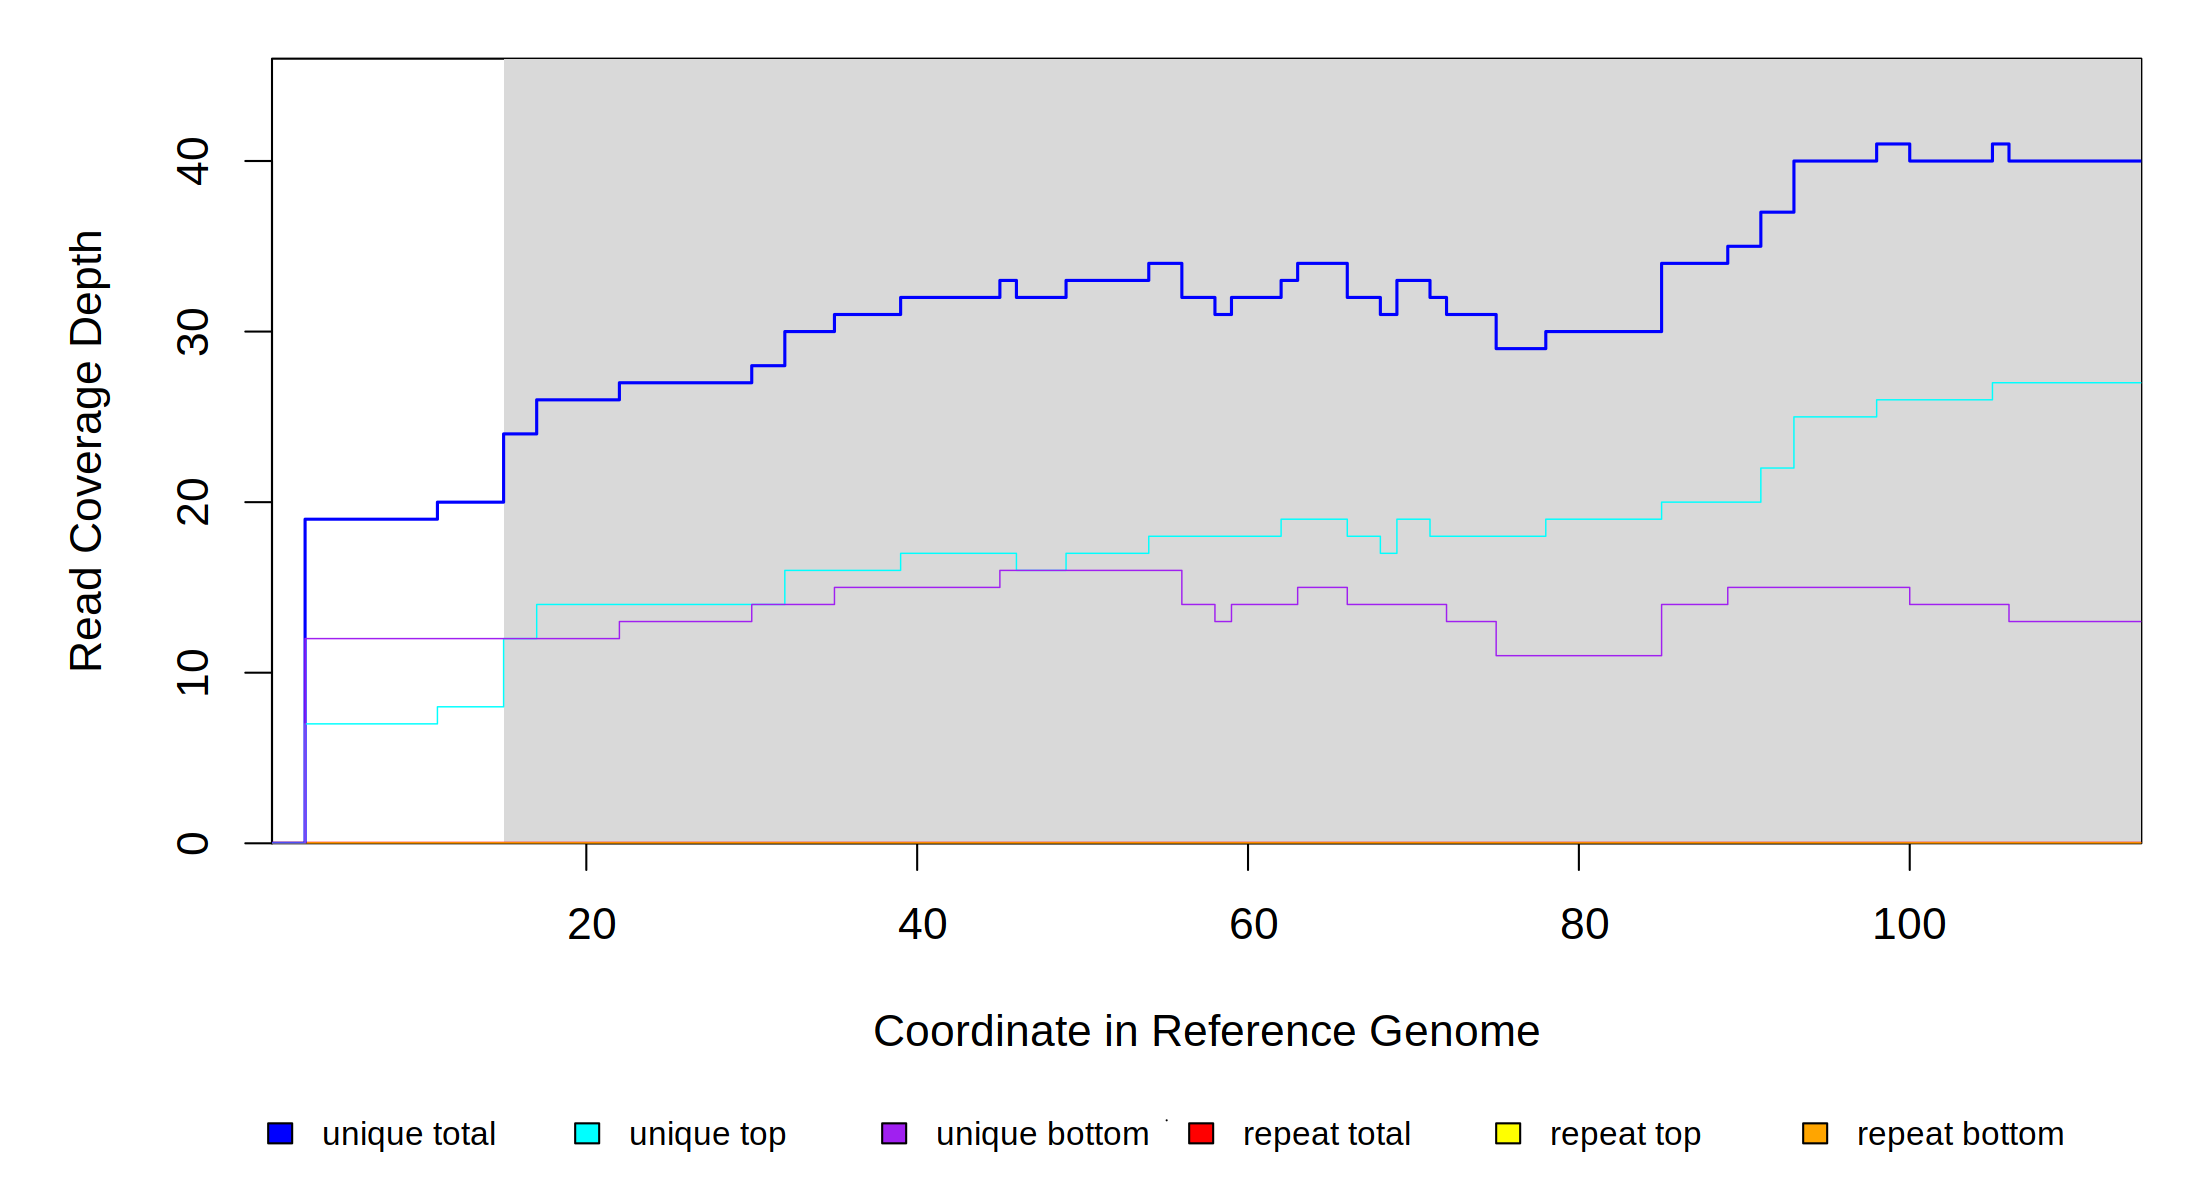 Read Coverage Depth
40
30
20
10
0
20 40 60 80 100
Coordinate in Reference Genome
unique total unique top unique bottom repeat total repeat top repeat bottom